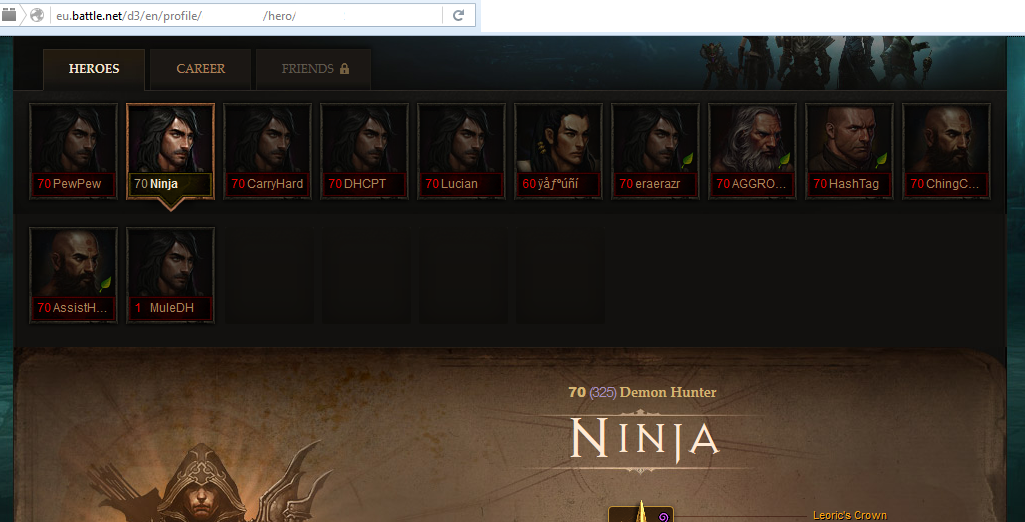 eu.battle.net/d3/en/profile/ /hero/
HEROES CAREER FRIENDS
70 PewPew 70 Ninja 70 CarryHard 70 DHCPT 70 Lucian 60 ÿåƒºúñí 70 eraerazr 70 AGGRO... 70 HashTag 70 ChingC...
70 AssistH... 1 MuleDH
70 (325) Demon Hunter
NINJA
Leoric's Crown